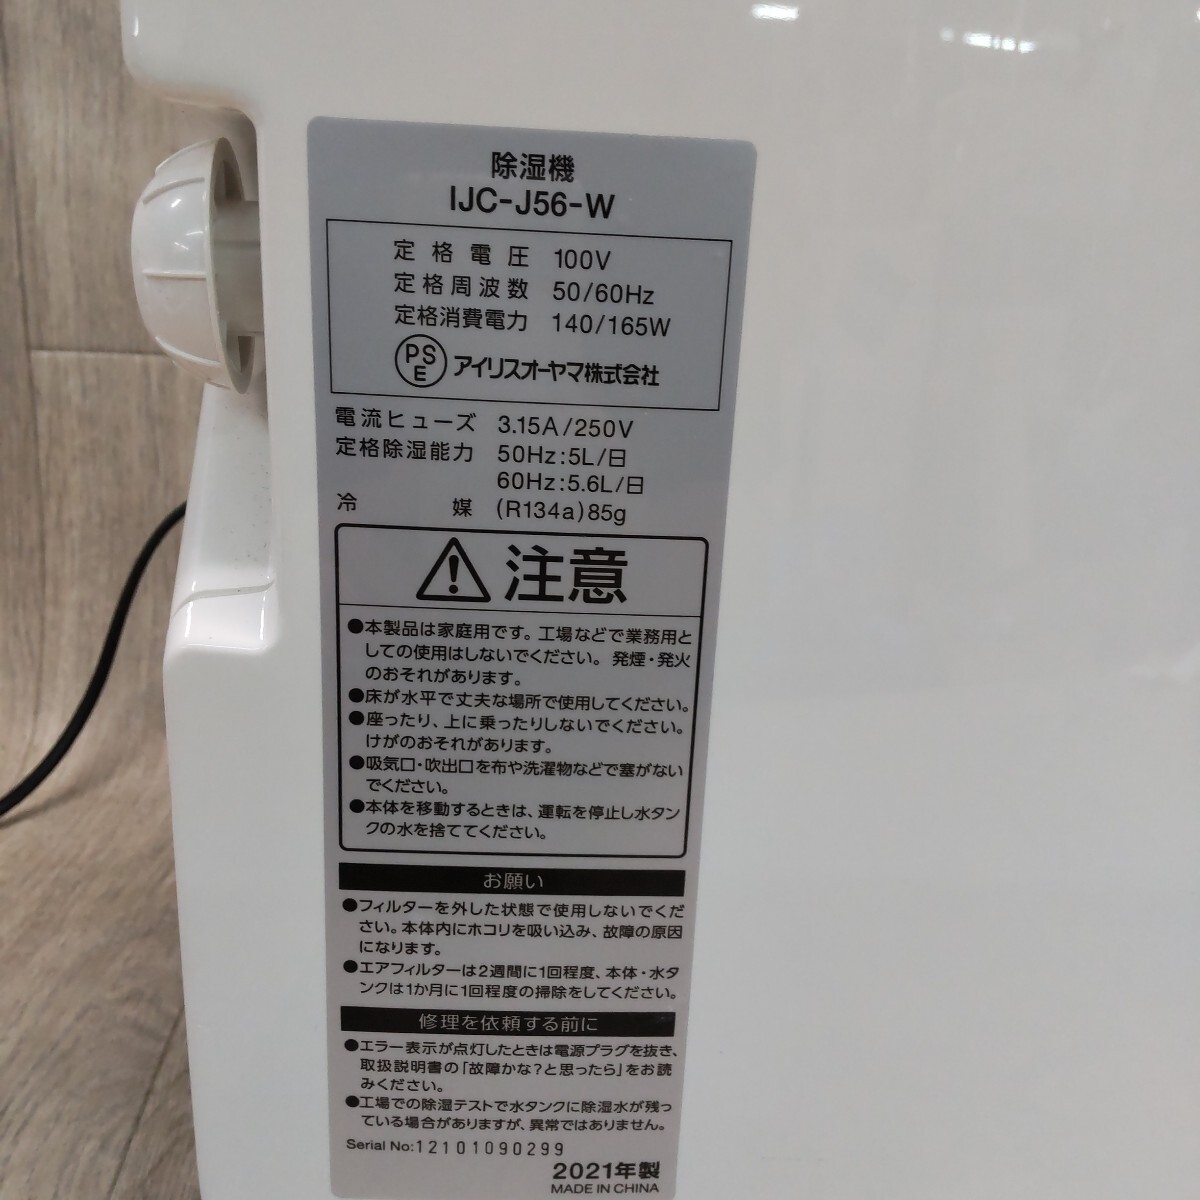 除湿機
IJC-J56-W
定格電圧 100V
定格周波数 50/60Hz
定格消費電力 140/165W
PSE アイリスオーヤマ株式会社
電流ヒューズ 3.15A/250V
定格除湿能力 50Hz:5L/日
60Hz:5.6L/日
冷媒 (R134a)85g
注意
●本製品は家庭用です。工場などで業務用と
しての使用はしないでください。発煙・発火
のおそれがあります。
●床が水平で丈夫な場所で使用してください。
●座ったり、上に乗ったりしないでください。
けがのおそれがあります。
●吸気口・吹出口を布や洗濯物などで塞がない
でください。
●本体を移動するときは、運転を停止し水タン
クの水を捨ててください。
お願い
●フィルターを外した状態で使用しないでくだ
さい。本体内にホコリを吸い込み、故障の原因
になります。
●エアフィルターは2週間に1回程度、本体・水タ
ンクは1か月に1回程度の掃除をしてください。
修理を依頼する前に
●エラー表示が点灯したときは電源プラグを抜き、
取扱説明書の「故障かな?と思ったら」をお読
みください。
●工場での除湿テストで水タンクに除湿水が残っ
ている場合がありますが、異常ではありません。
Serial No:12101090299
2021年製
MADE IN CHINA